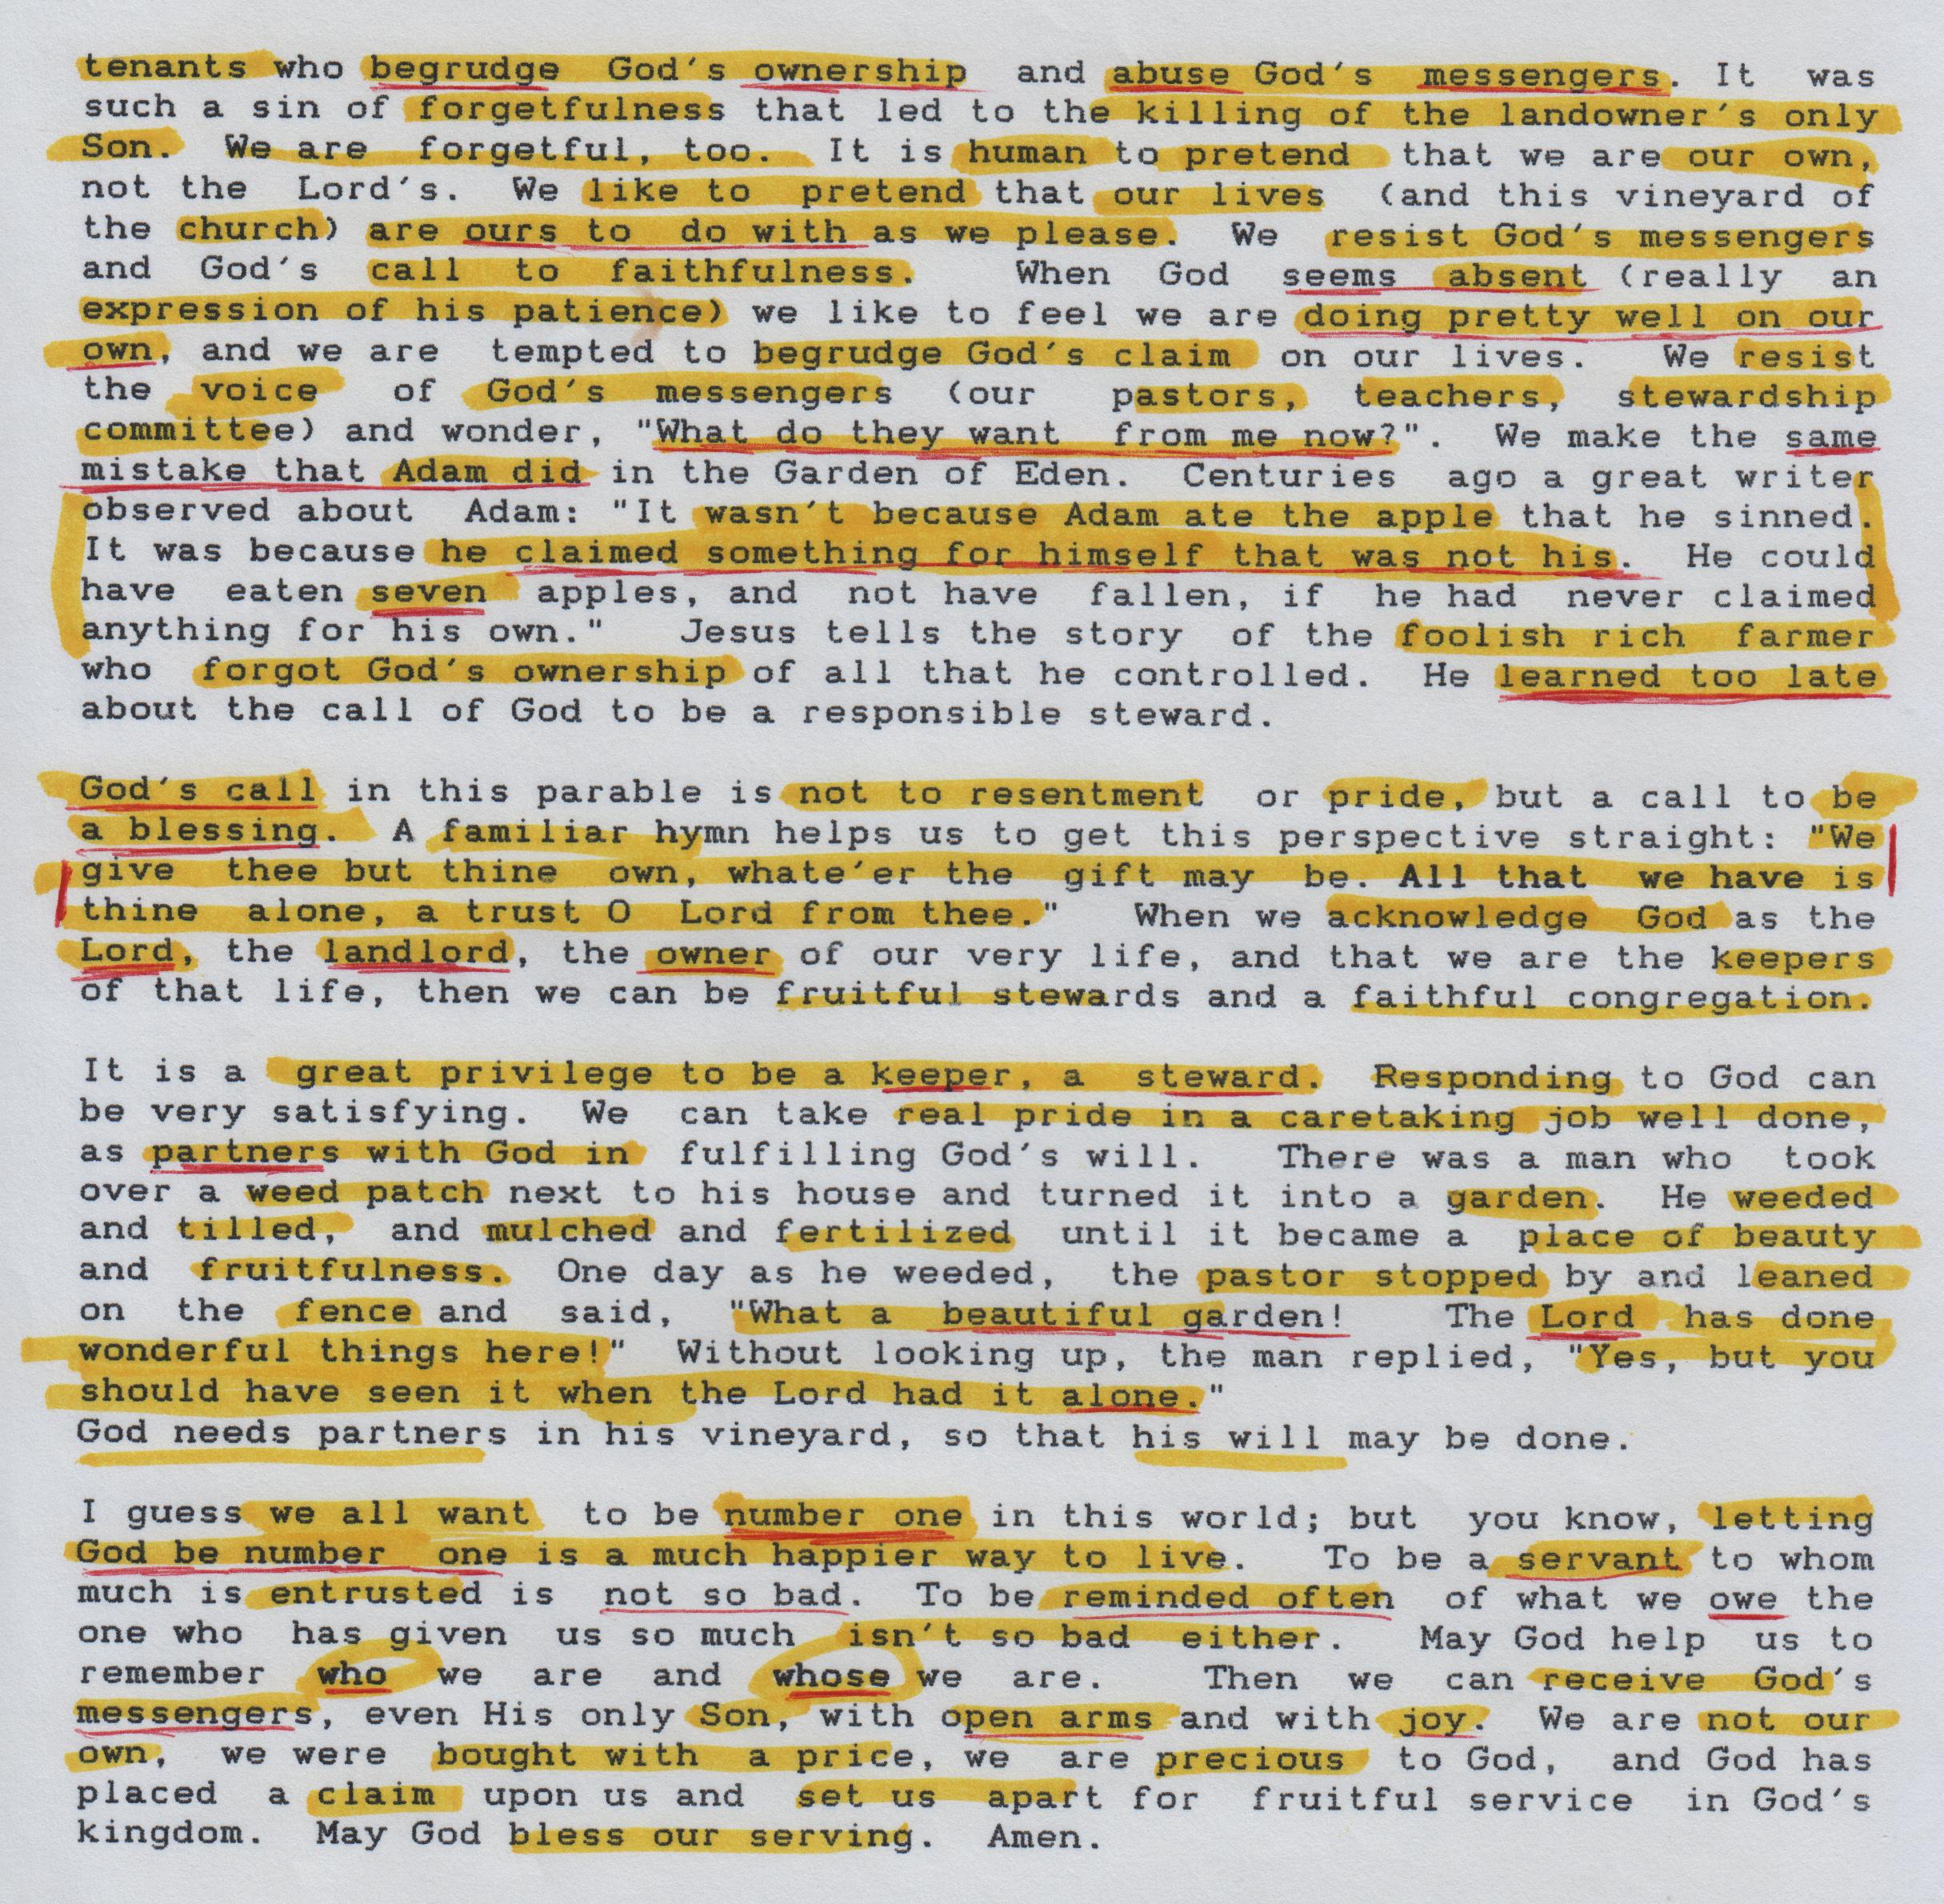 tenants who begrudge God's ownership and abuse God's messengers. It was
such a sin of forgetfulness that led to the killing of the landowner's only
Son. We are forgetful, too. It is human to pretend that we are our own,
not the Lord's. We like to pretend that our lives (and this vineyard of
the church) are ours to do with as we please. We resist God's messengers
and God's call to faithfulness. When God seems absent (really an
expression of his patience) we like to feel we are doing pretty well on our
own, and we are tempted to begrudge God's claim on our lives. We resist
the voice of God's messengers (our pastors, teachers, stewardship
committee) and wonder, "What do they want from me now?". We make the same
mistake that Adam did in the Garden of Eden. Centuries ago a great writer
observed about Adam: "It wasn't because Adam ate the apple that he sinned.
It was because he claimed something for himself that was not his. He could
have eaten seven apples, and not have fallen, if he had never claimed
anything for his own." Jesus tells the story of the foolish rich farmer
who forgot God's ownership of all that he controlled. He learned too late
about the call of God to be a responsible steward.
God's call in this parable is not to resentment or pride, but a call to be
a blessing. A familiar hymn helps us to get this perspective straight: "We
give thee but thine own, whate'er the gift may be. All that we have is
thine alone, a trust O Lord from thee." When we acknowledge God as the
Lord, the landlord, the owner of our very life, and that we are the keepers
of that life, then we can be fruitful stewards and a faithful congregation.
It is a great privilege to be a keeper, a steward. Responding to God can
be very satisfying. We can take real pride in a caretaking job well done,
as partners with God in fulfilling God's will. There was a man who took
over a weed patch next to his house and turned it into a garden. He weeded
and tilled, and mulched and fertilized until it became a place of beauty
and fruitfulness. One day as he weeded, the pastor stopped by and leaned
on the fence and said, "What a beautiful garden! The Lord has done
wonderful things here!" Without looking up, the man replied, "Yes, but you
should have seen it when the Lord had it alone."
God needs partners in his vineyard, so that his will may be done.
I guess we all want to be number one in this world; but you know, letting
God be number one is a much happier way to live. To be a servant to whom
much is entrusted is not so bad. To be reminded often of what we owe the
one who has given us so much isn't so bad either. May God help us to
remember who we are and whose we are. Then we can receive God's
messengers, even His only Son, with open arms and with joy. We are not our
own, we were bought with a price, we are precious to God, and God has
placed a claim upon us and set us apart for fruitful service in God's
kingdom. May God bless our serving. Amen.